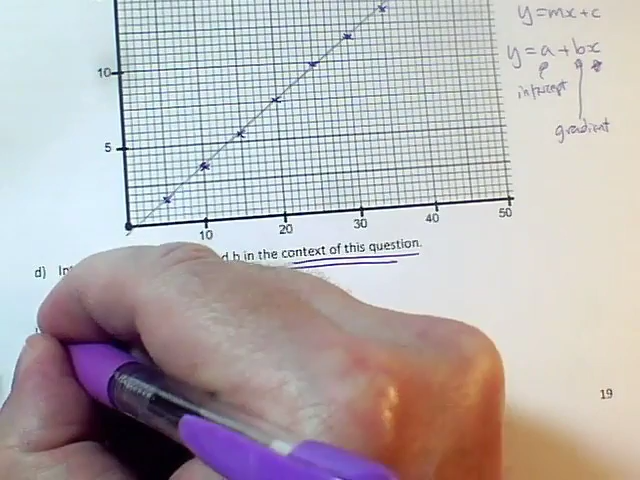 y=mx+c
y=a+bx
intercept
gradient
10
5
10
20
30
40
50
d) In
d b in the context of this question.
19